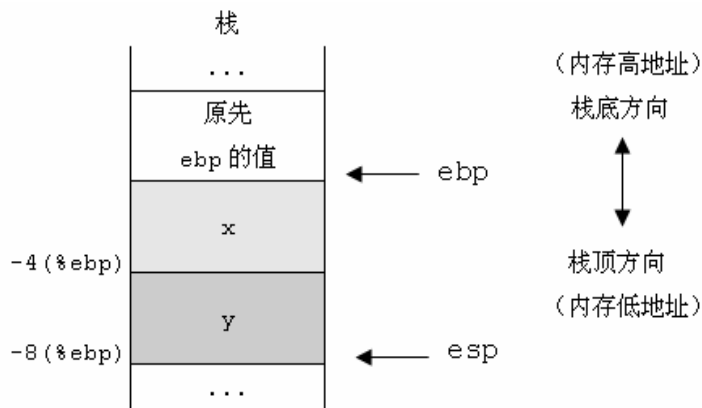 栈
...
原先
ebp 的值
x
y
...
-4(%ebp)
-8(%ebp)
ebp
esp
(内存高地址)
栈底方向
栈顶方向
(内存低地址)